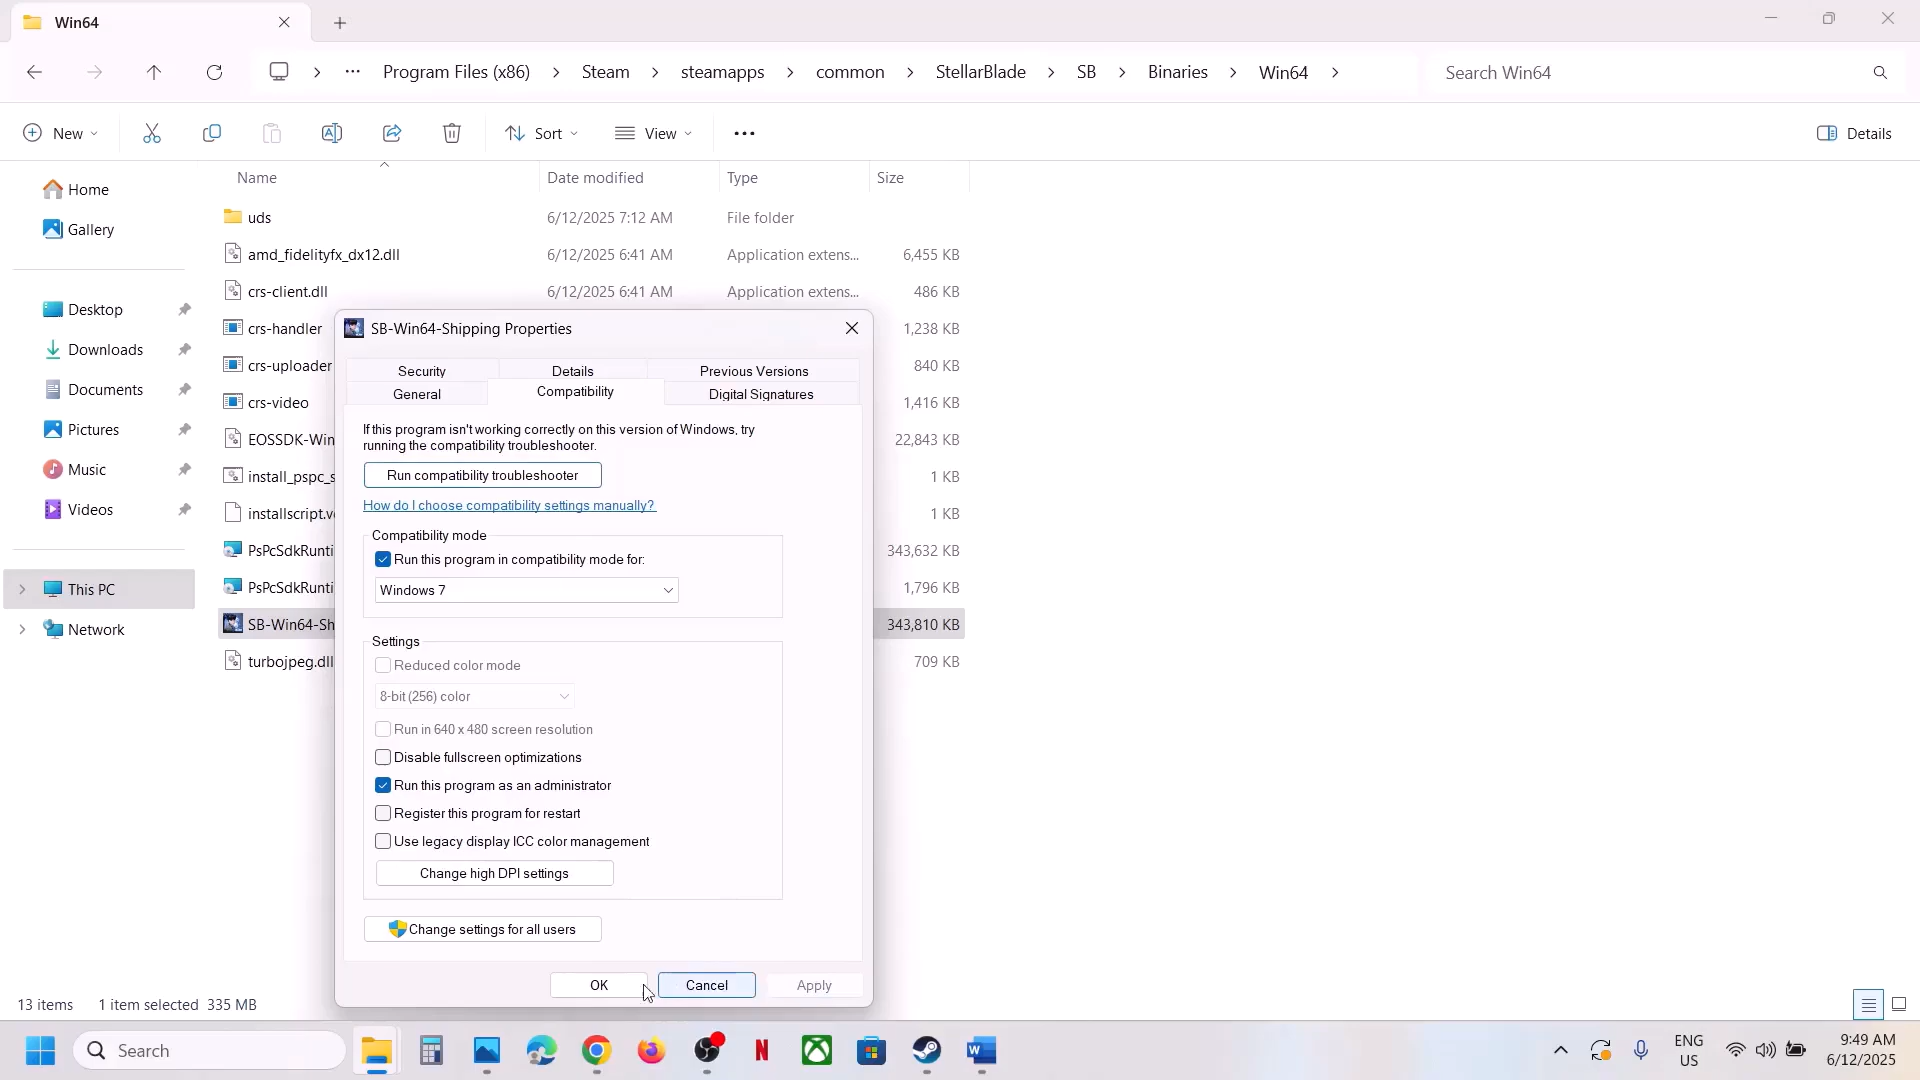 Win64
Program Files (x86)
Steam
steamapps
common
StellarBlade
SB
Binaries
Win64
Search Win64
New
Sort
View
Details
Name
Date modified
Type
Size
Home
Gallery
Desktop
Downloads
Documents
Pictures
Music
Videos
This PC
Network
uds 6/12/2025 7:12 AM File folder
amd_fidelityfx_dx12.dll 6/12/2025 6:41 AM Application extens... 6,455 KB
crs-client.dll 6/12/2025 6:41 AM Application extens... 486 KB
crs-handler 1,238 KB
crs-uploader 840 KB
crs-video 1,416 KB
EOSSDK-Win 22,843 KB
install_pspc_s 1 KB
installscript.v 1 KB
PsPcSdkRunti 343,632 KB
PsPcSdkRunti 1,796 KB
SB-Win64-Sh 343,810 KB
turbojpeg.dll 709 KB
SB-Win64-Shipping Properties
Security Details Previous Versions
General Compatibility Digital Signatures
If this program isn't working correctly on this version of Windows, try
running the compatibility troubleshooter.
Run compatibility troubleshooter
How do I choose compatibility settings manually?
Compatibility mode
Run this program in compatibility mode for:
Windows 7
Settings
Reduced color mode
8-bit (256) color
Run in 640 x 480 screen resolution
Disable fullscreen optimizations
Run this program as an administrator
Register this program for restart
Use legacy display ICC color management
Change high DPI settings
Change settings for all users
OK Cancel Apply
13 items 1 item selected 335 MB
Search
ENG
US
9:49 AM
6/12/2025